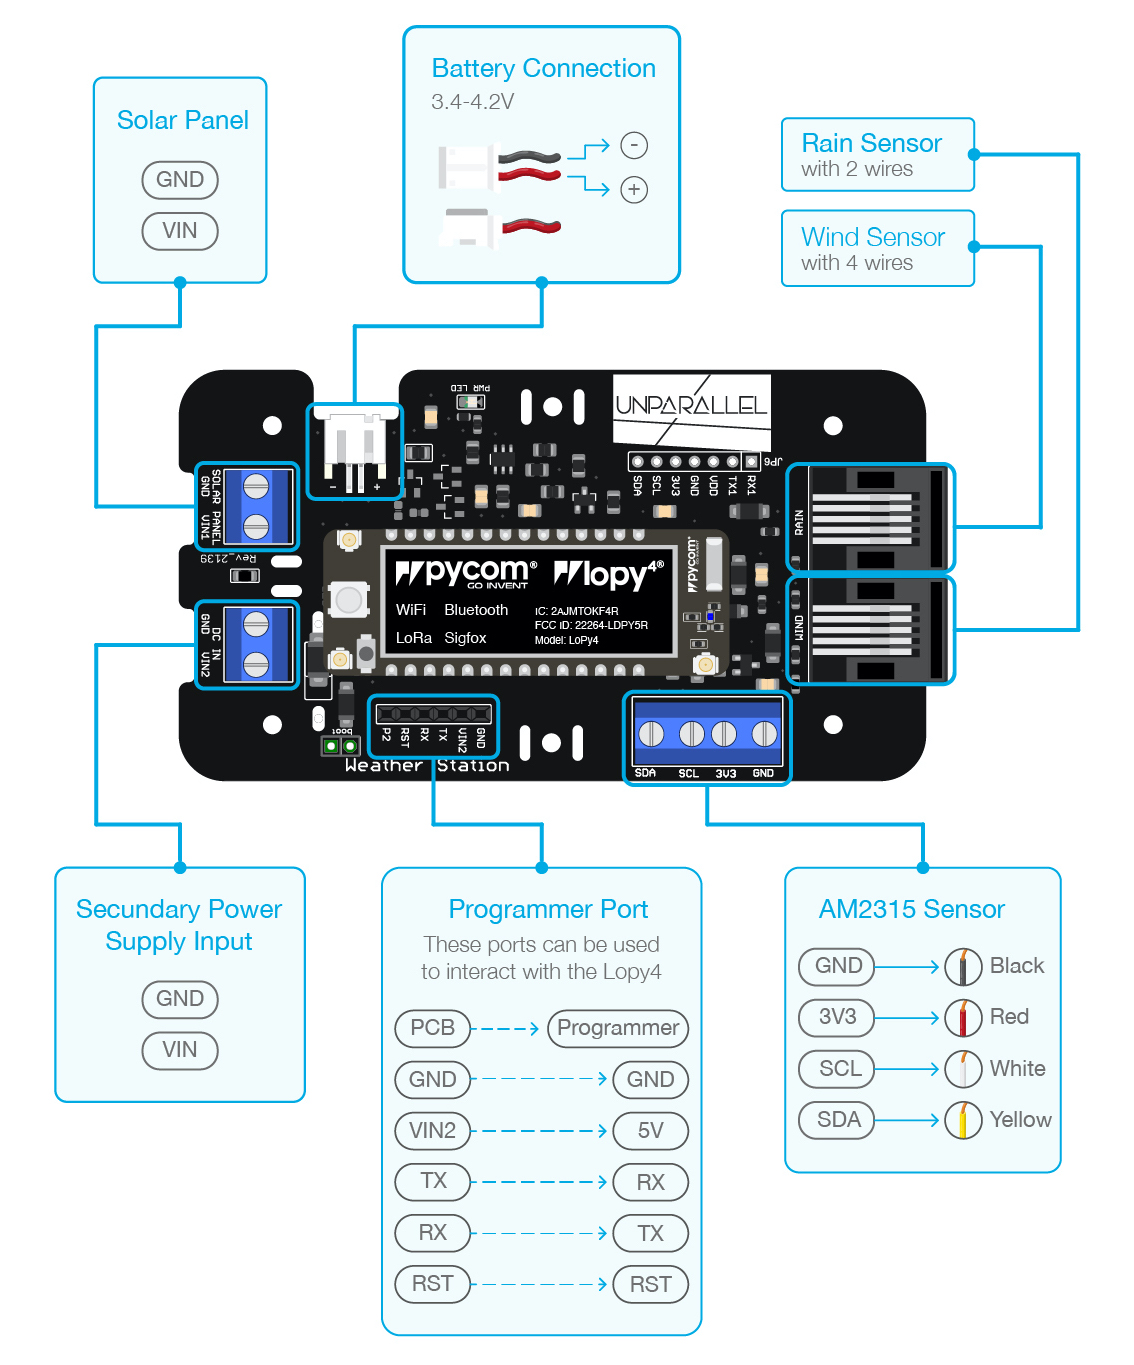 Battery Connection
3.4-4.2V
-
+
Solar Panel
GND
VIN
Rain Sensor
with 2 wires
Wind Sensor
with 4 wires
PWR LED
UNPARALLEL
JP6
SDA
SCL
3V3
GND
VDD
TX1
RX1
- +
SOLAR PANEL
GND VIN1
Rev_2139
DC IN
GND VIN2
RAIN
WIND
pycom®
GO INVENT
lopy4®
WiFi Bluetooth
LoRa Sigfox
IC: 2AJMTOKF4R
FCC ID: 22264-LDPY5R
Model: LoPy4
pycom
boot
P2
RST
RX
TX
VIN2
GND
Weather Station
SDA SCL 3V3 GND
Secundary Power
Supply Input
GND
VIN
Programmer Port
These ports can be used
to interact with the Lopy4
PCB Programmer
GND GND
VIN2 5V
TX RX
RX TX
RST RST
AM2315 Sensor
GND Black
3V3 Red
SCL White
SDA Yellow